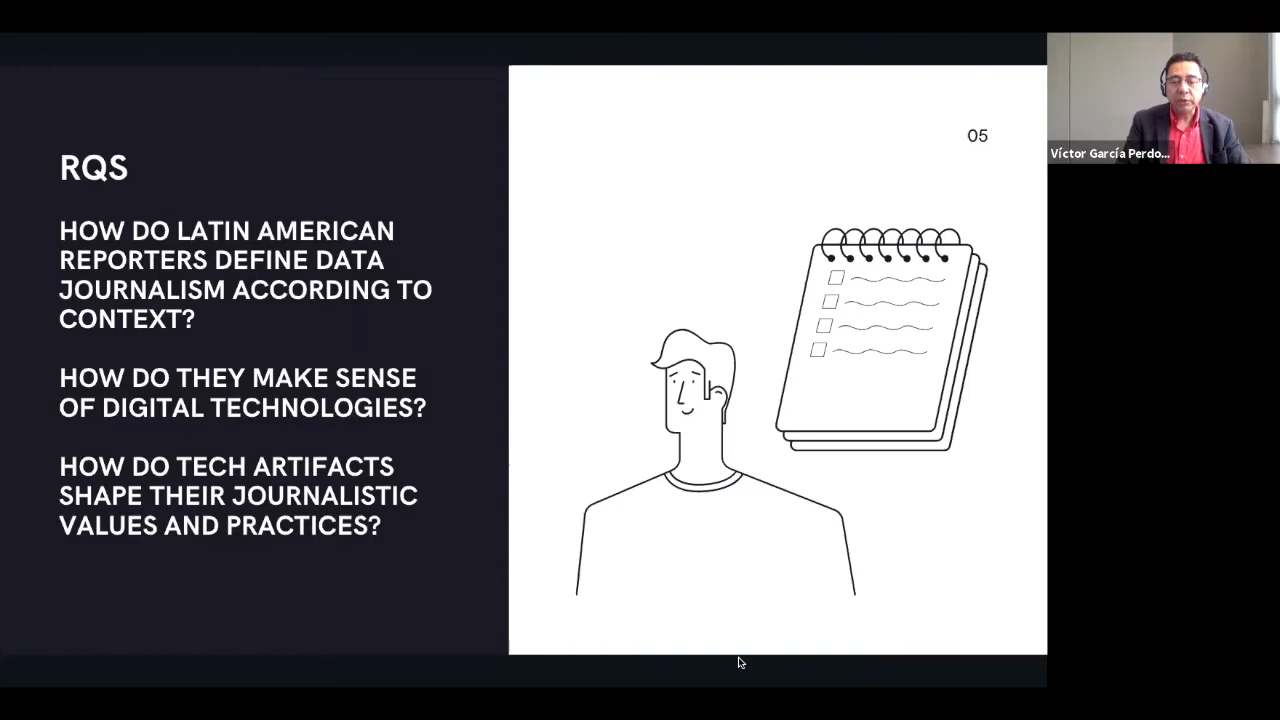 RQS
HOW DO LATIN AMERICAN
REPORTERS DEFINE DATA
JOURNALISM ACCORDING TO
CONTEXT?
HOW DO THEY MAKE SENSE
OF DIGITAL TECHNOLOGIES?
HOW DO TECH ARTIFACTS
SHAPE THEIR JOURNALISTIC
VALUES AND PRACTICES?
05
Víctor García Perdo...